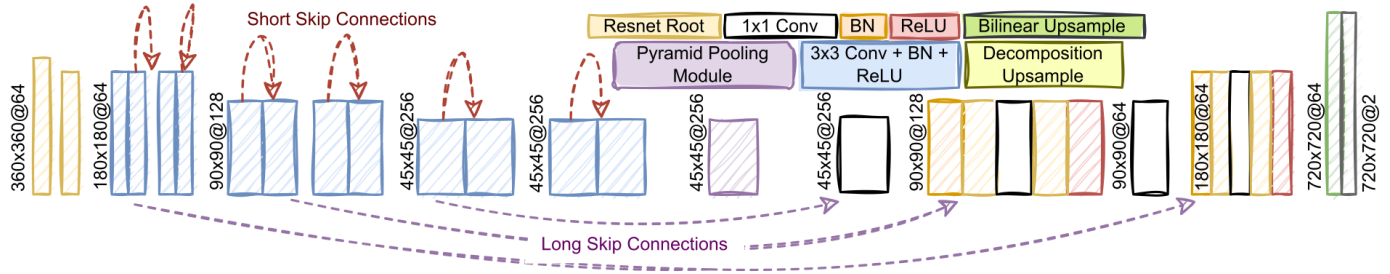 Short Skip Connections
Resnet Root
1x1 Conv
BN
ReLU
Bilinear Upsample
Pyramid Pooling
Module
3x3 Conv + BN +
ReLU
Decomposition
Upsample
360x360@64
180x180@64
90x90@128
45x45@256
45x45@256
45x45@256
45x45@256
90x90@128
90x90@64
180x180@64
720x720@64
720x720@2
Long Skip Connections